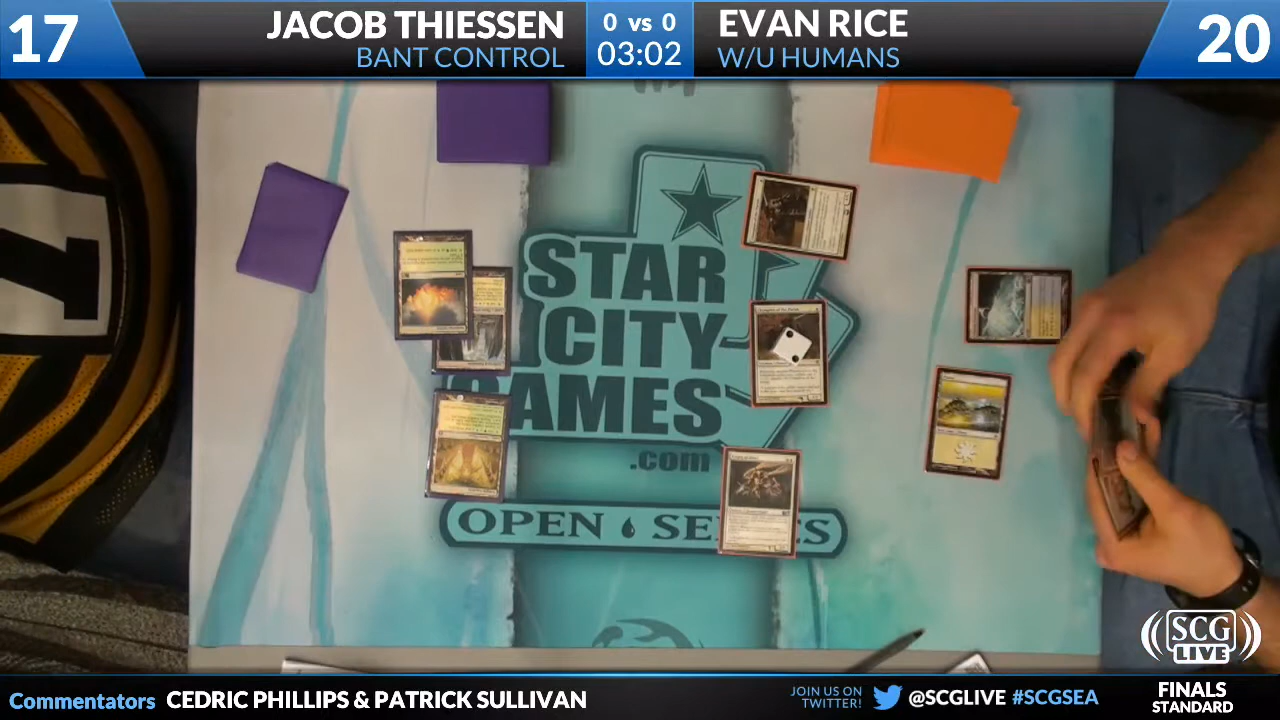 17
JACOB THIESSEN
BANT CONTROL
0 vs 0
03:02
EVAN RICE
W/U HUMANS
20
STAR
CITY
GAMES
.com
OPEN SERIES
SCG
LIVE
Commentators CEDRIC PHILLIPS & PATRICK SULLIVAN
JOIN US ON
TWITTER!
@SCGLIVE #SCGSEA
FINALS
STANDARD